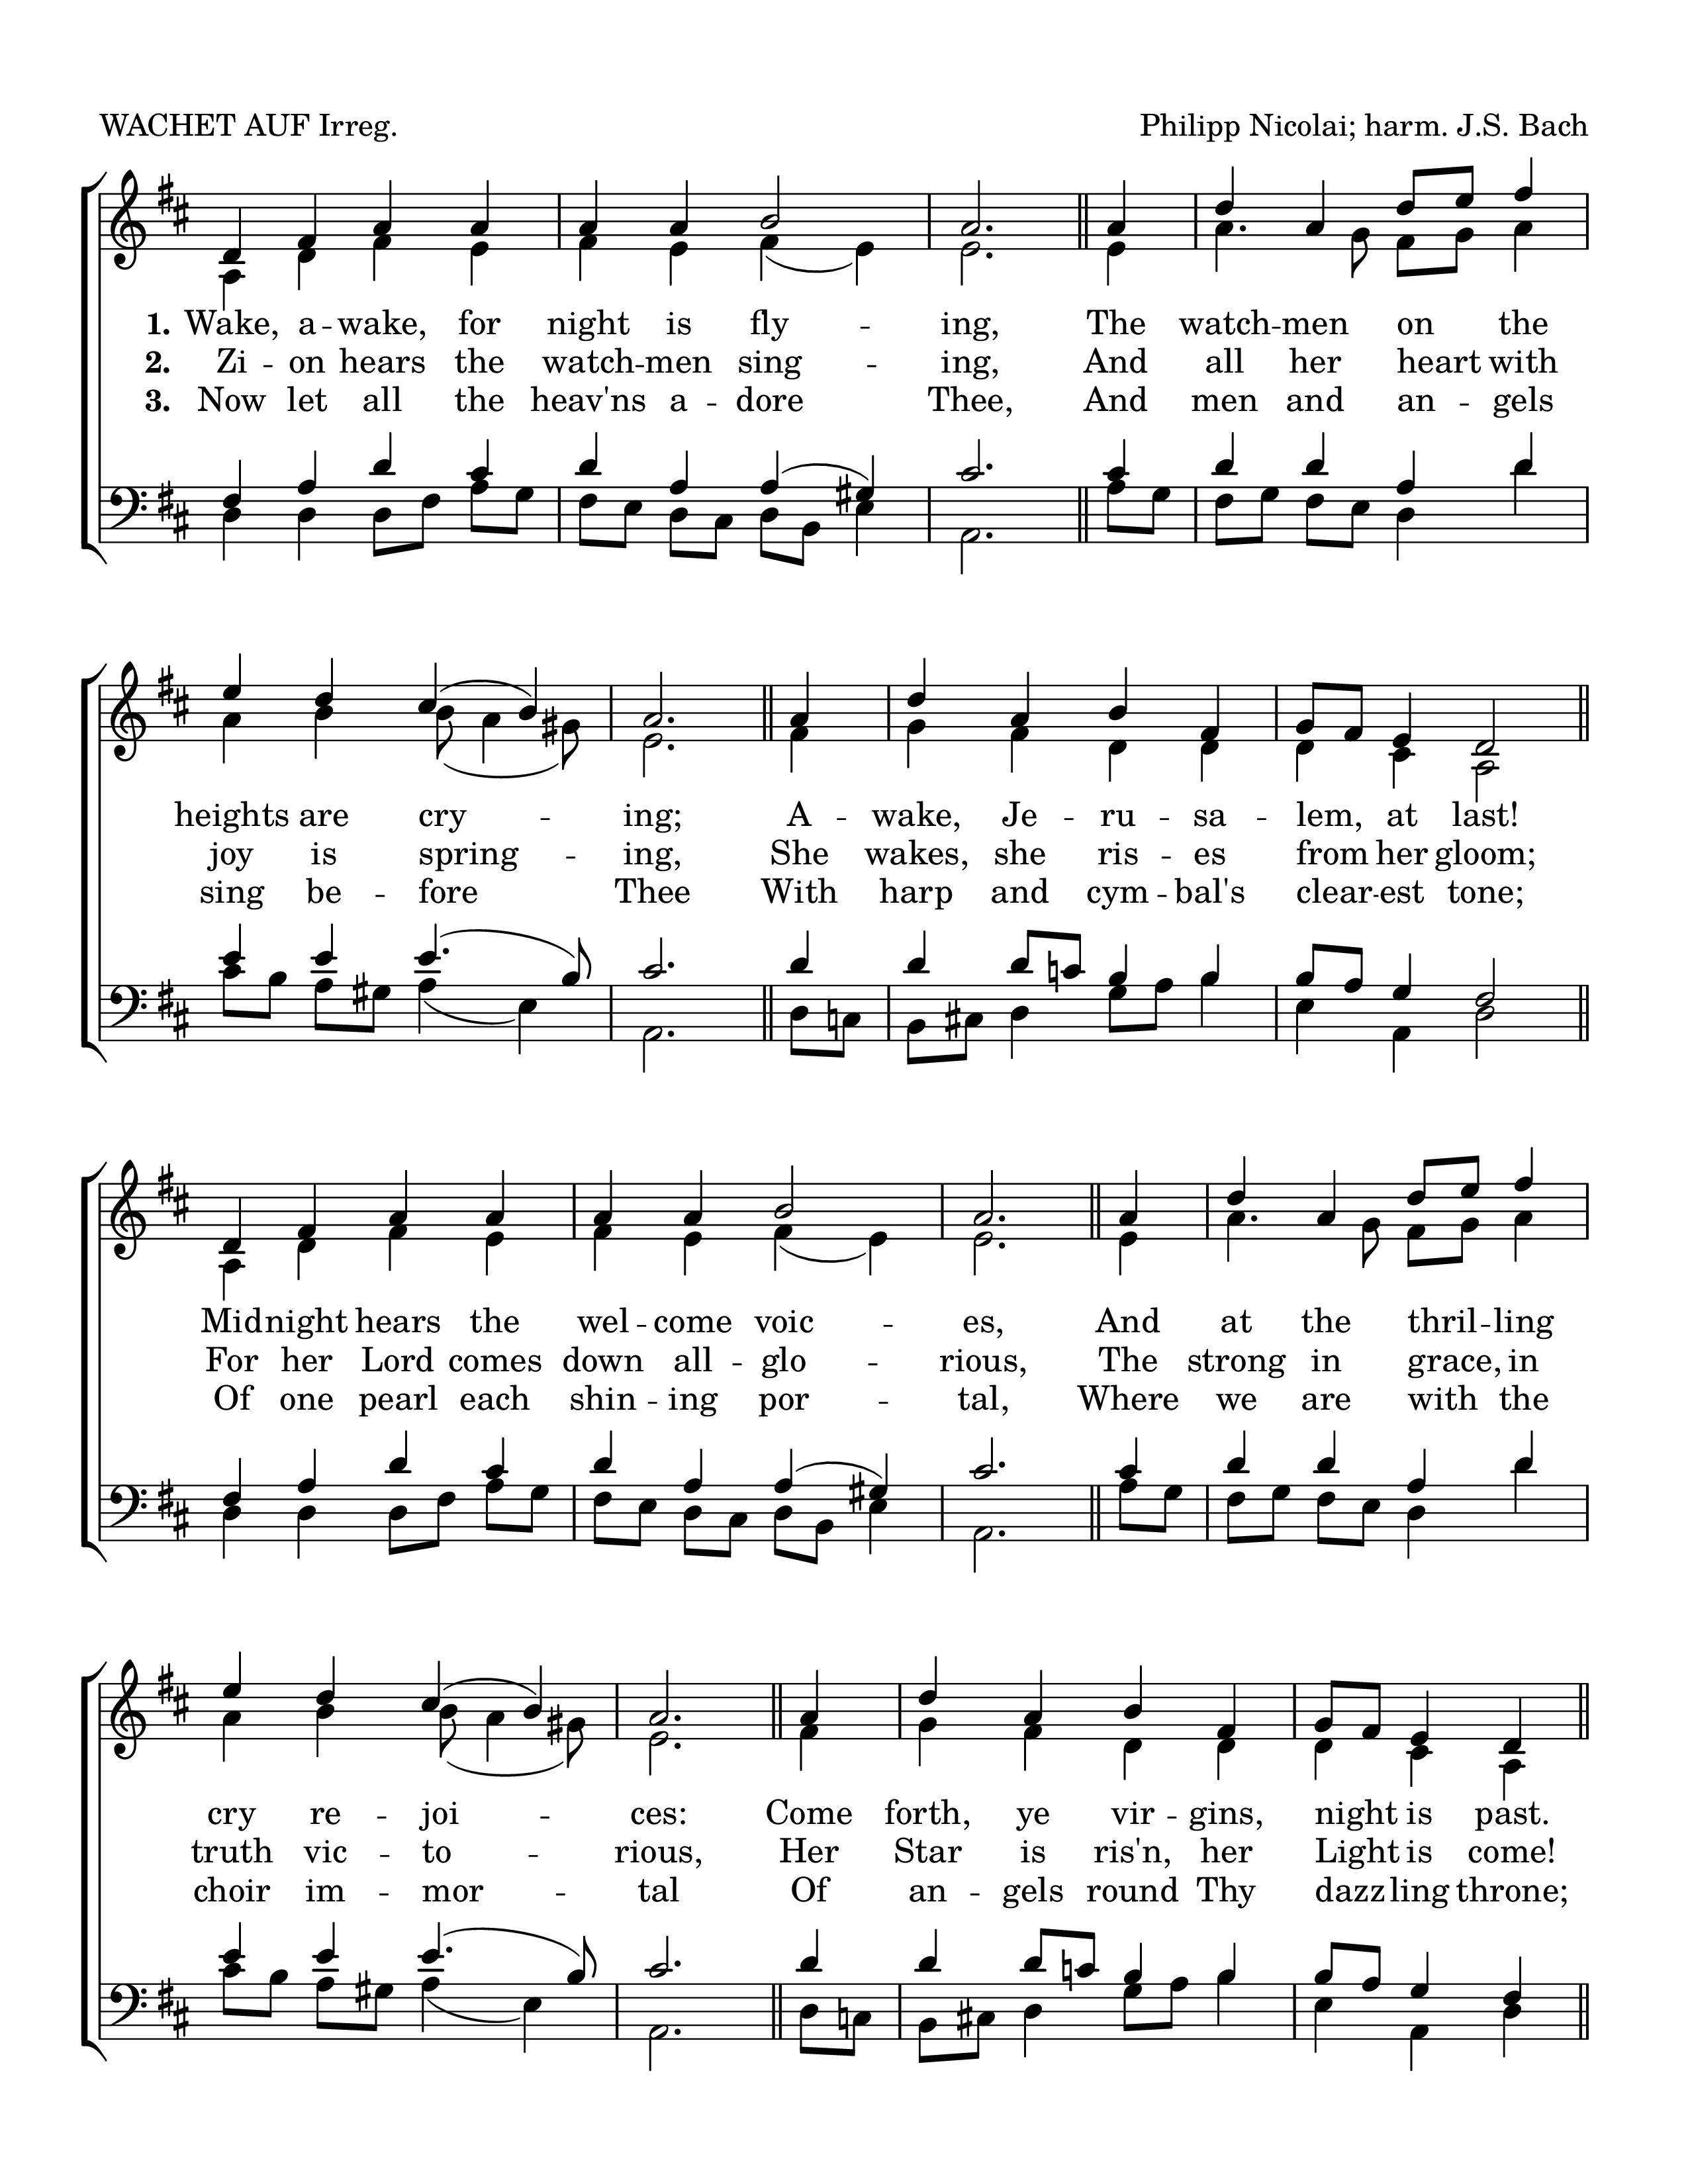 WACHET AUF Irreg. Philipp Nicolai; harm. J.S. Bach
1. Wake, a -- wake, for night is fly -- ing, The watch -- men on the
2. Zi -- on hears the watch -- men sing -- ing, And all her heart with
3. Now let all the heav'ns a -- dore Thee, And men and an -- gels
heights are cry -- ing; A -- wake, Je -- ru -- sa -- lem, at last!
joy is spring -- ing, She wakes, she ris -- es from her gloom;
sing be -- fore Thee With harp and cym -- bal's clear -- est tone;
Midnight hears the wel -- come voic -- es, And at the thril -- ling
For her Lord comes down all -- glo -- rious, The strong in grace, in
Of one pearl each shin -- ing por -- tal, Where we are with the
cry re -- joi -- ces: Come forth, ye vir -- gins, night is past.
truth vic -- to -- rious, Her Star is ris'n, her Light is come!
choir im -- mor -- tal Of an -- gels round Thy dazz -- ling throne;